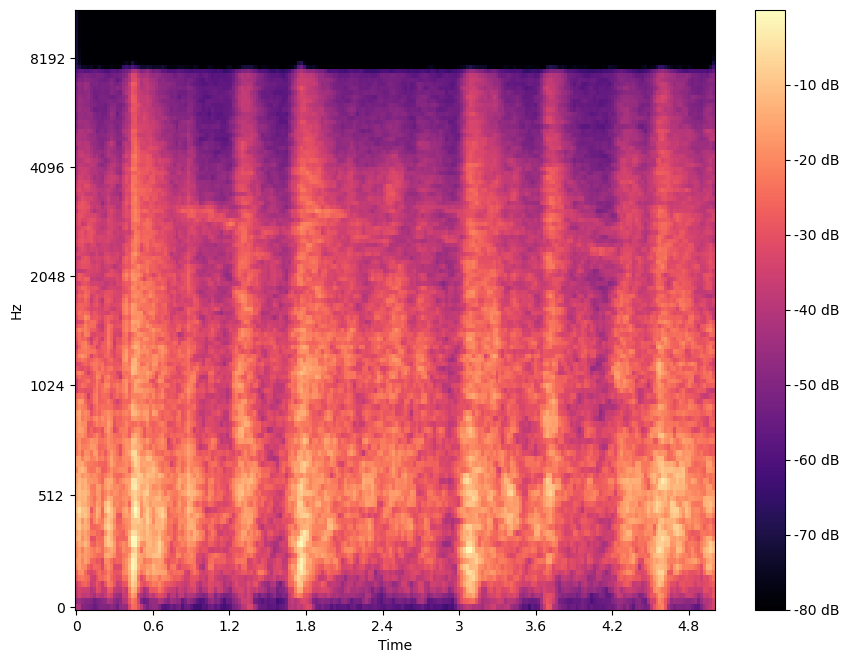 8192
4096
2048
1024
512
0
Hz
0 0.6 1.2 1.8 2.4 3 3.6 4.2 4.8
Time
-10 dB
-20 dB
-30 dB
-40 dB
-50 dB
-60 dB
-70 dB
-80 dB